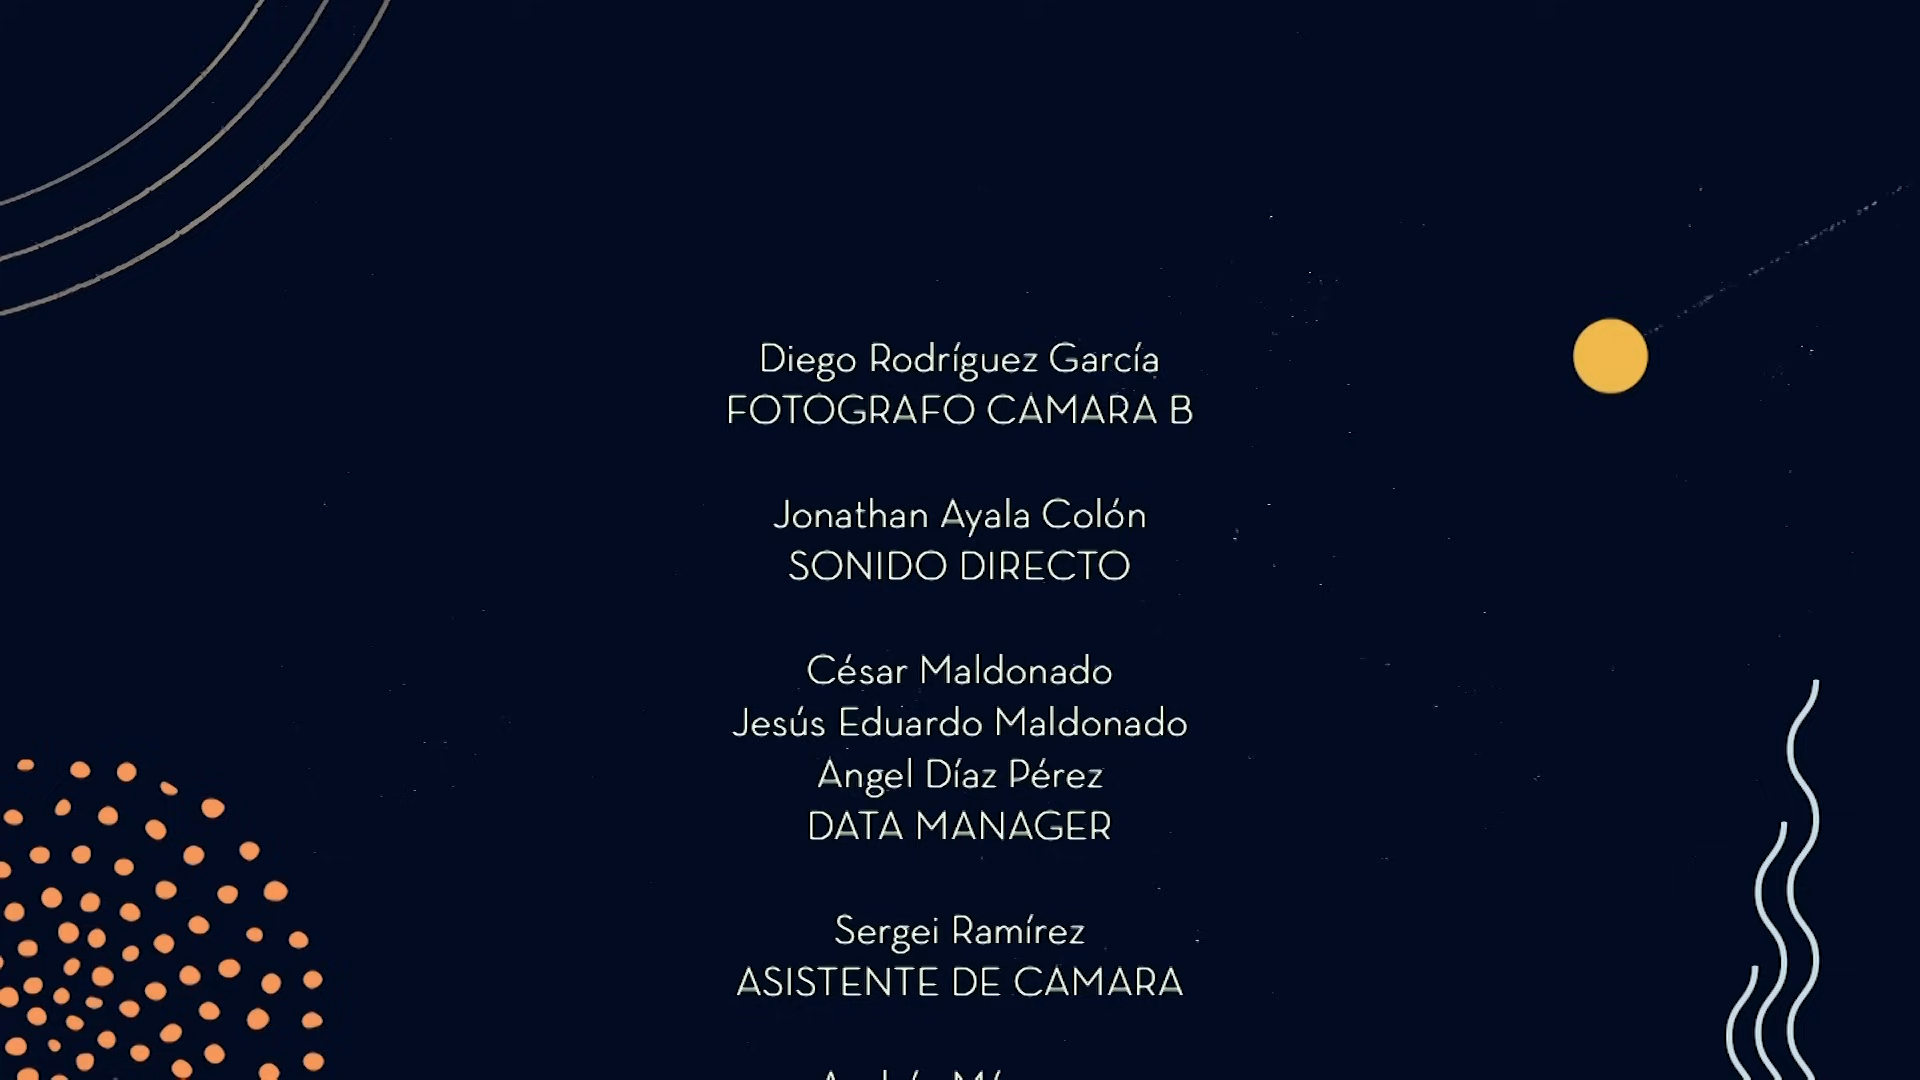 Diego Rodríguez García
FOTOGRAFO CAMARA B
Jonathan Ayala Colón
SONIDO DIRECTO
César Maldonado
Jesús Eduardo Maldonado
Angel Díaz Pérez
DATA MANAGER
Sergei Ramírez
ASISTENTE DE CAMARA